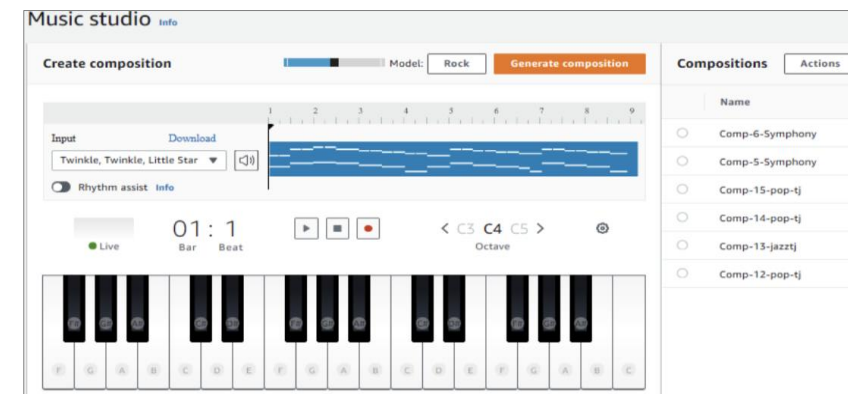 Music studio Info
Create composition
Model: Rock Generate composition
1 2 3 4 5 6 7 8 9
Input Download
Twinkle, Twinkle, Little Star
Rhythm assist Info
Live
01 : 1
Bar Beat
C3 C4 C5
Octave
F# G# A# C# D# F# G# A# C# D# F# G# A#
F G A B C D E F G A B C D E F G A B C
Compositions Actions
Name
Comp-6-Symphony
Comp-5-Symphony
Comp-15-pop-tj
Comp-14-pop-tj
Comp-13-jazztj
Comp-12-pop-tj